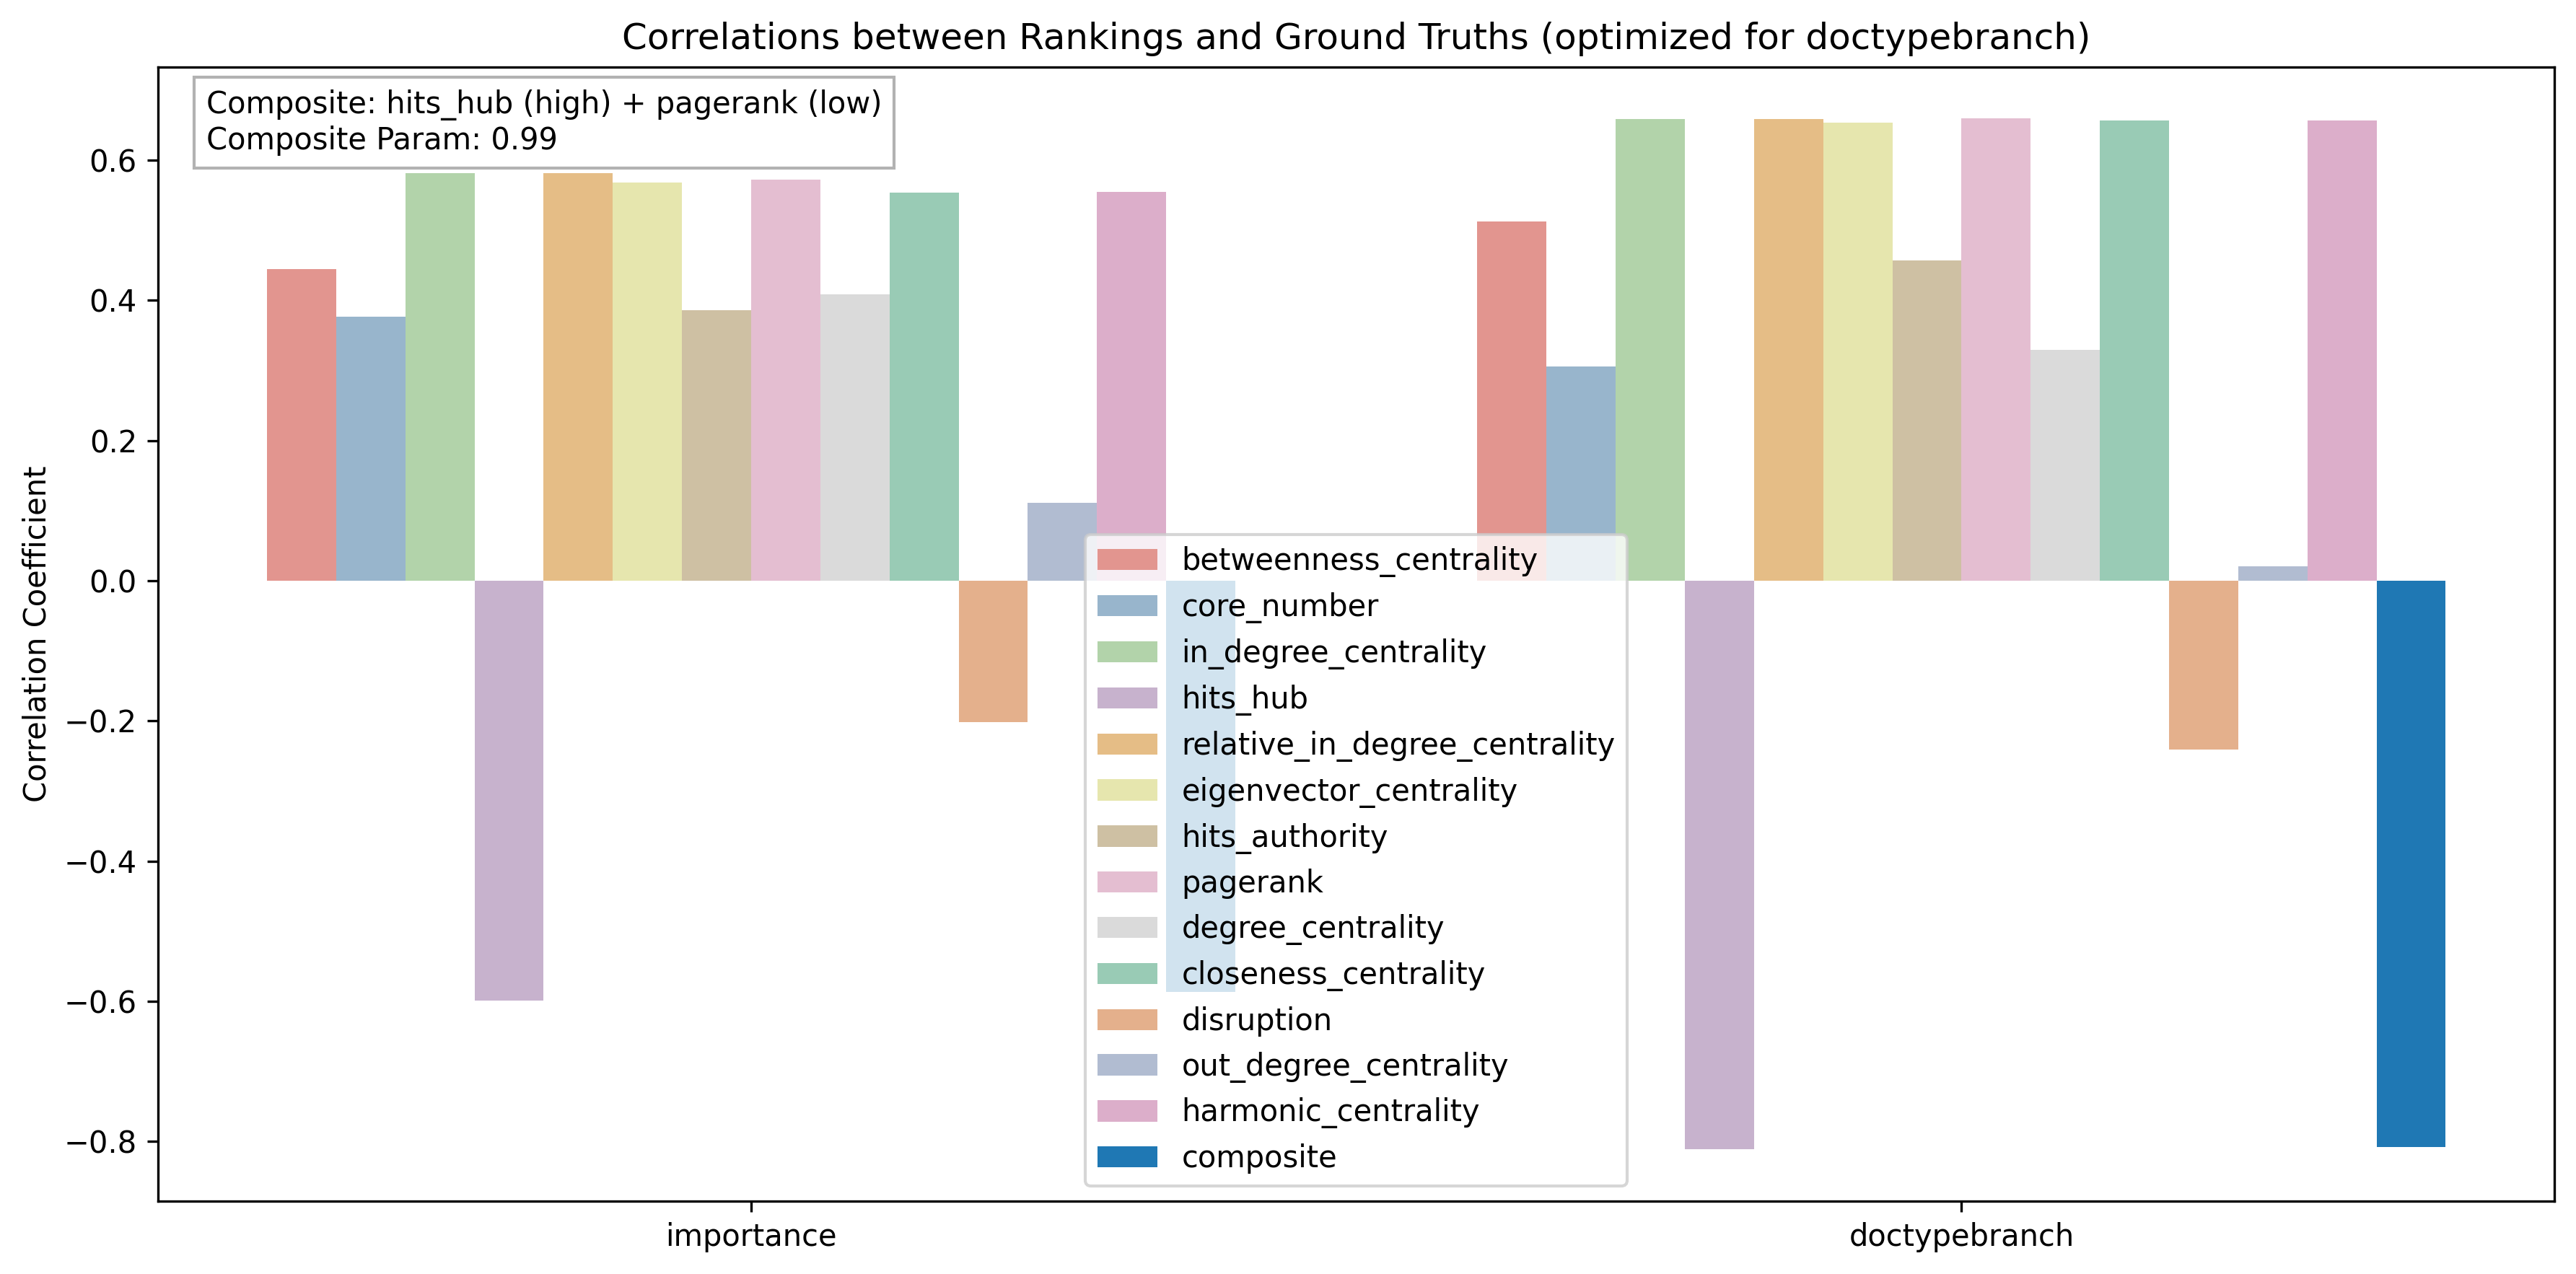 Correlations between Rankings and Ground Truths (optimized for doctypebranch)
Composite: hits_hub (high) + pagerank (low)
Composite Param: 0.99
Correlation Coefficient
0.6
0.4
0.2
0.0
−0.2
−0.4
−0.6
−0.8
betweenness_centrality
core_number
in_degree_centrality
hits_hub
relative_in_degree_centrality
eigenvector_centrality
hits_authority
pagerank
degree_centrality
closeness_centrality
disruption
out_degree_centrality
harmonic_centrality
composite
importance
doctypebranch